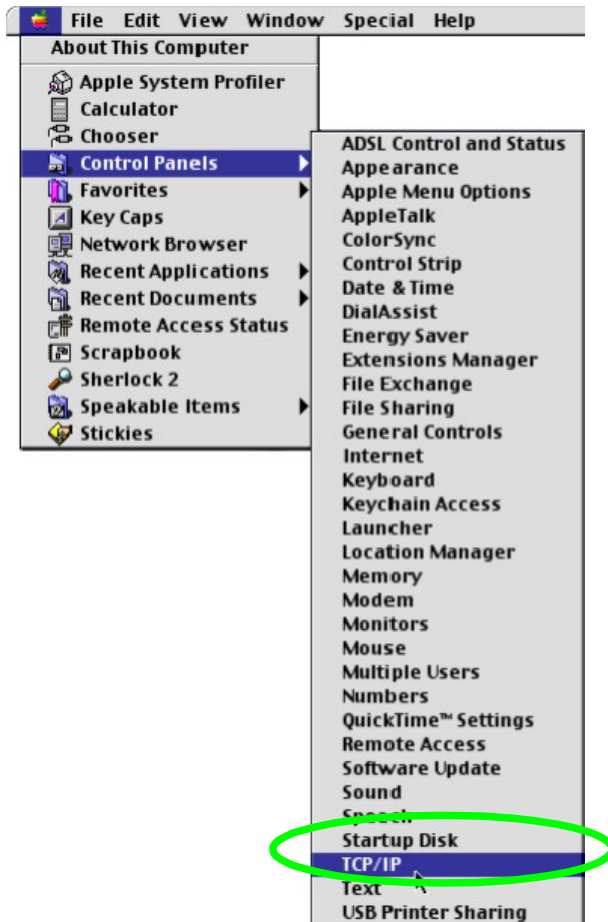 File Edit View Window Special Help
About This Computer
Apple System Profiler
Calculator
Chooser
Control Panels
Favorites
Key Caps
Network Browser
Recent Applications
Recent Documents
Remote Access Status
Scrapbook
Sherlock 2
Speakable Items
Stickies
ADSL Control and Status
Appearance
Apple Menu Options
AppleTalk
ColorSync
Control Strip
Date & Time
DialAssist
Energy Saver
Extensions Manager
File Exchange
File Sharing
General Controls
Internet
Keyboard
Keychain Access
Launcher
Location Manager
Memory
Modem
Monitors
Mouse
Multiple Users
Numbers
QuickTime™ Settings
Remote Access
Software Update
Sound
Speech
Startup Disk
TCP/IP
Text
USB Printer Sharing